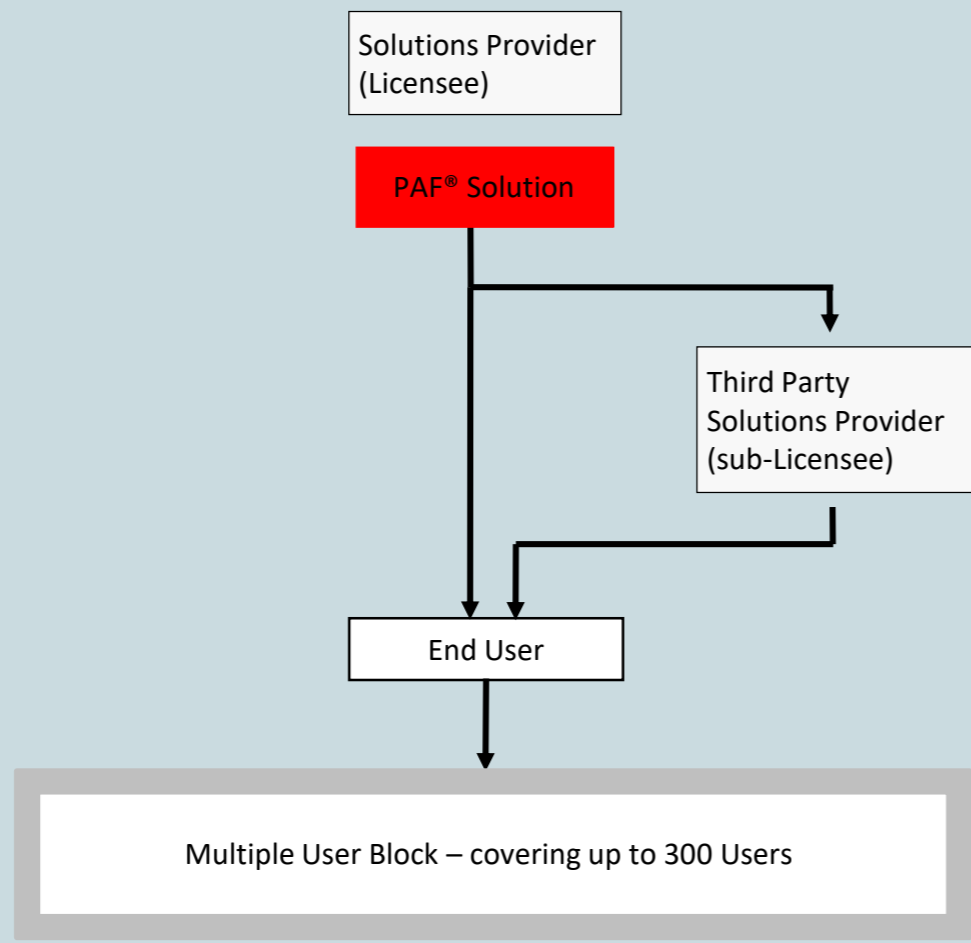 Solutions Provider
(Licensee)
PAF® Solution
Third Party
Solutions Provider
(sub-Licensee)
End User
Multiple User Block – covering up to 300 Users